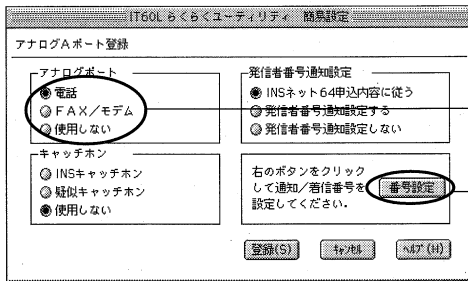 IT60L らくらくユーティリティ 簡易設定
アナログAポート登録
アナログポート
電話
FAX/モデム
使用しない
発信者番号通知設定
INSネット64申込内容に従う
発信者番号通知設定する
発信者番号通知設定しない
キャッチホン
INSキャッチホン
疑似キャッチホン
使用しない
右のボタンをクリック
して通知/着信番号を
設定してください。
番号設定
登録(S)
キャンセル
ヘルプ(H)